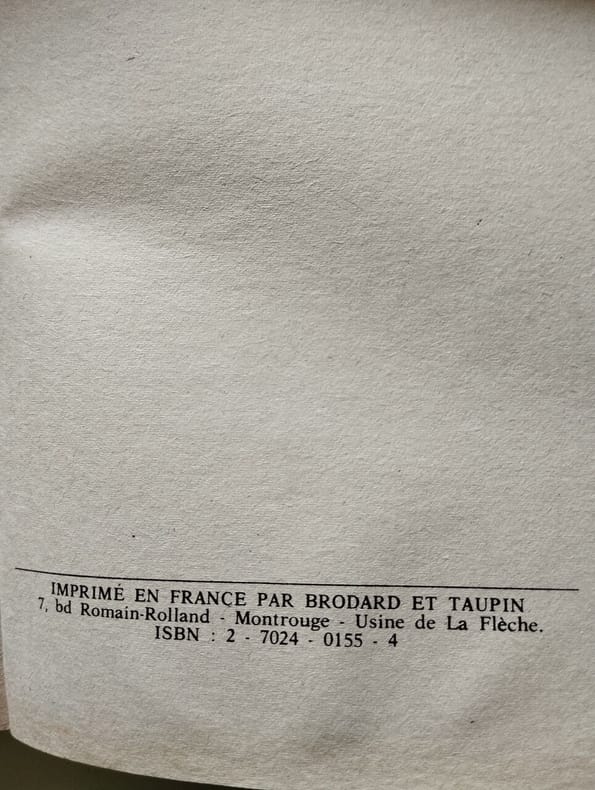 IMPRIMÉ EN FRANCE PAR BRODARD ET TAUPIN
7, bd Romain-Rolland - Montrouge - Usine de La Flèche.
ISBN : 2 - 7024 - 0155 - 4